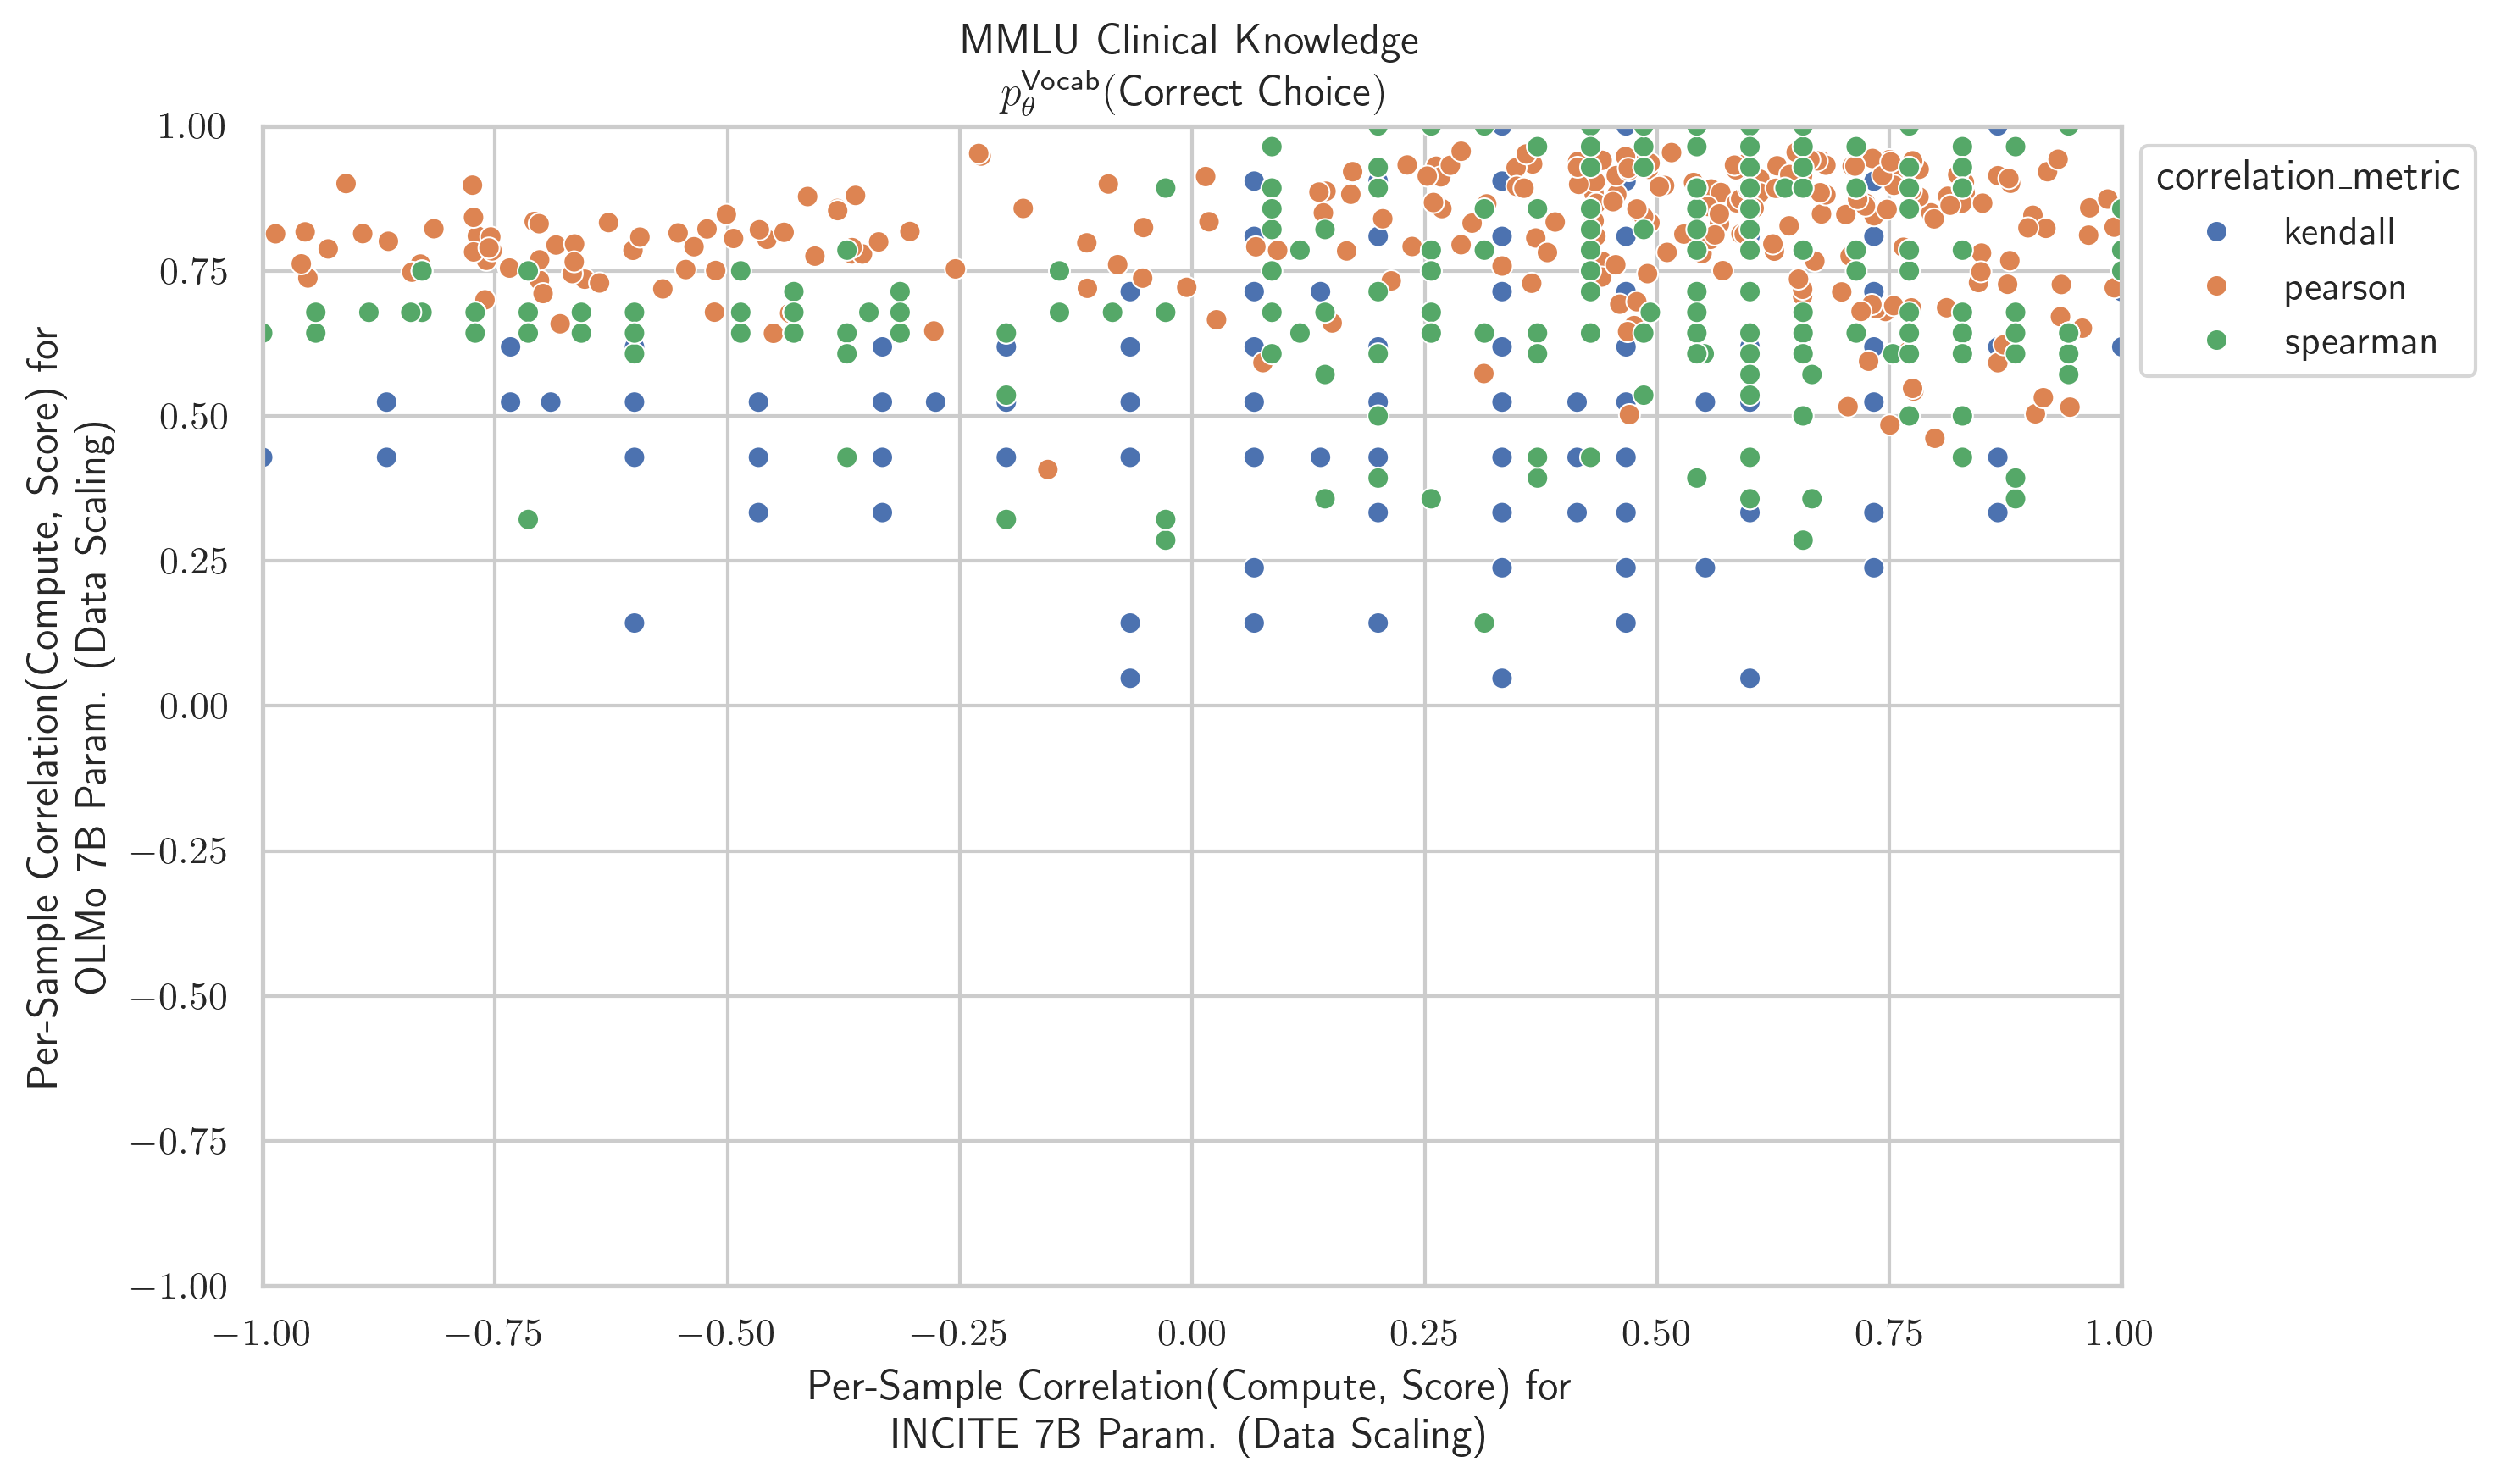 MMLU Clinical Knowledge
p_θ^Vocab(Correct Choice)
Per-Sample Correlation(Compute, Score) for
OLMo 7B Param. (Data Scaling)
1.00
0.75
0.50
0.25
0.00
−0.25
−0.50
−0.75
−1.00
−1.00 −0.75 −0.50 −0.25 0.00 0.25 0.50 0.75 1.00
Per-Sample Correlation(Compute, Score) for
INCITE 7B Param. (Data Scaling)
correlation_metric
kendall
pearson
spearman